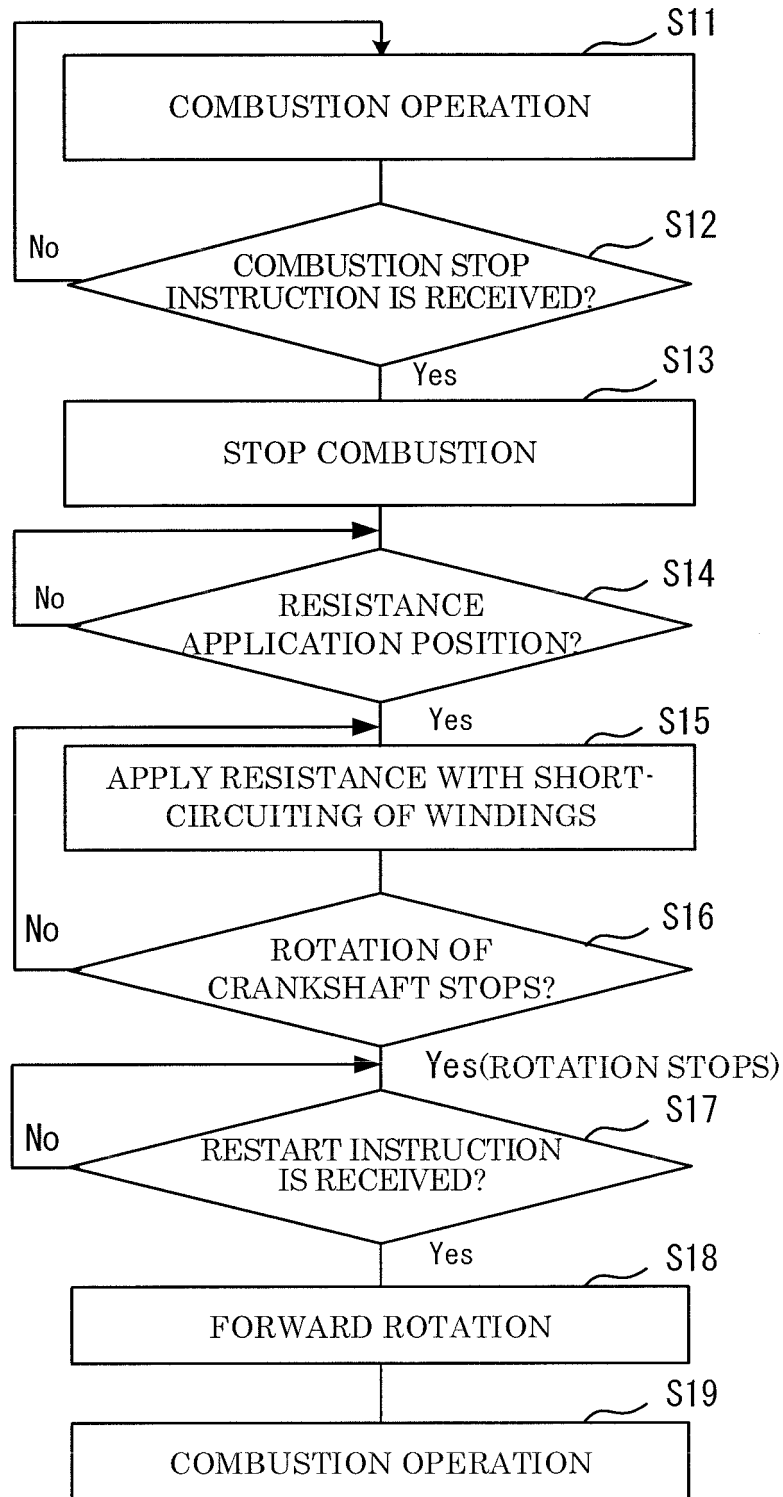 S11
COMBUSTION OPERATION
S12
No
COMBUSTION STOP
INSTRUCTION IS RECEIVED?
Yes
S13
STOP COMBUSTION
S14
No
RESISTANCE
APPLICATION POSITION?
Yes
S15
APPLY RESISTANCE WITH SHORT-
CIRCUITING OF WINDINGS
S16
No
ROTATION OF
CRANKSHAFT STOPS?
Yes(ROTATION STOPS)
S17
No
RESTART INSTRUCTION
IS RECEIVED?
Yes
S18
FORWARD ROTATION
S19
COMBUSTION OPERATION